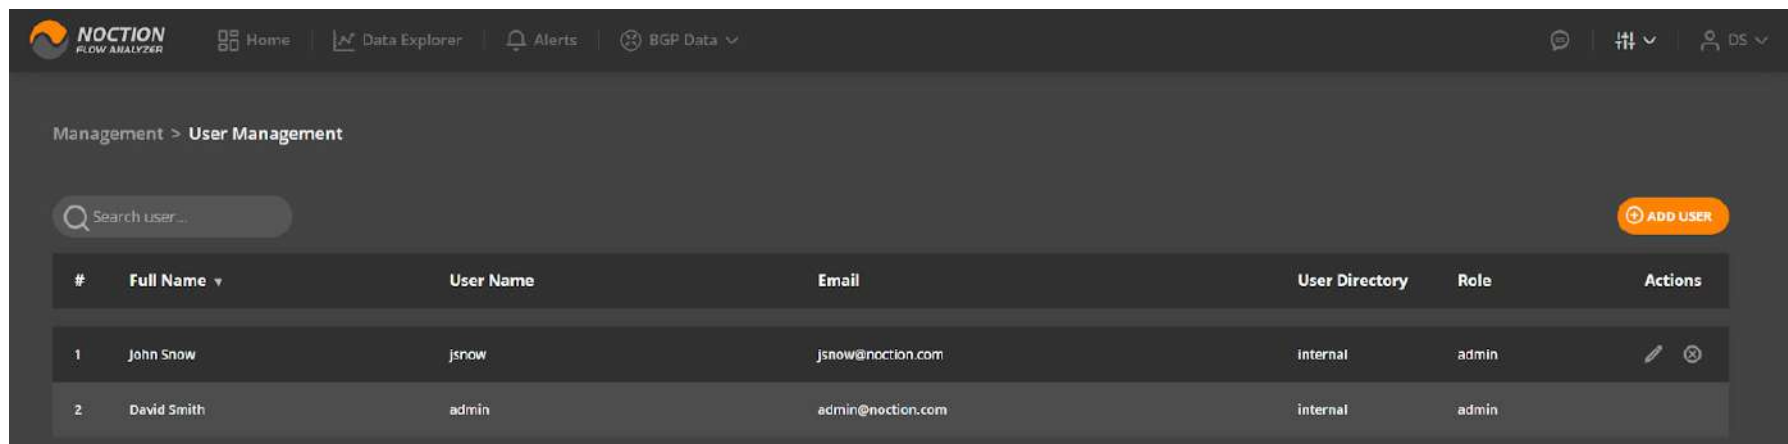 NOCTION
FLOW ANALYZER
Home
Data Explorer
Alerts
BGP Data
DS
Management > User Management
Search user...
ADD USER
# Full Name User Name Email User Directory Role Actions
1 John Snow jsnow jsnow@noction.com internal admin
2 David Smith admin admin@noction.com internal admin